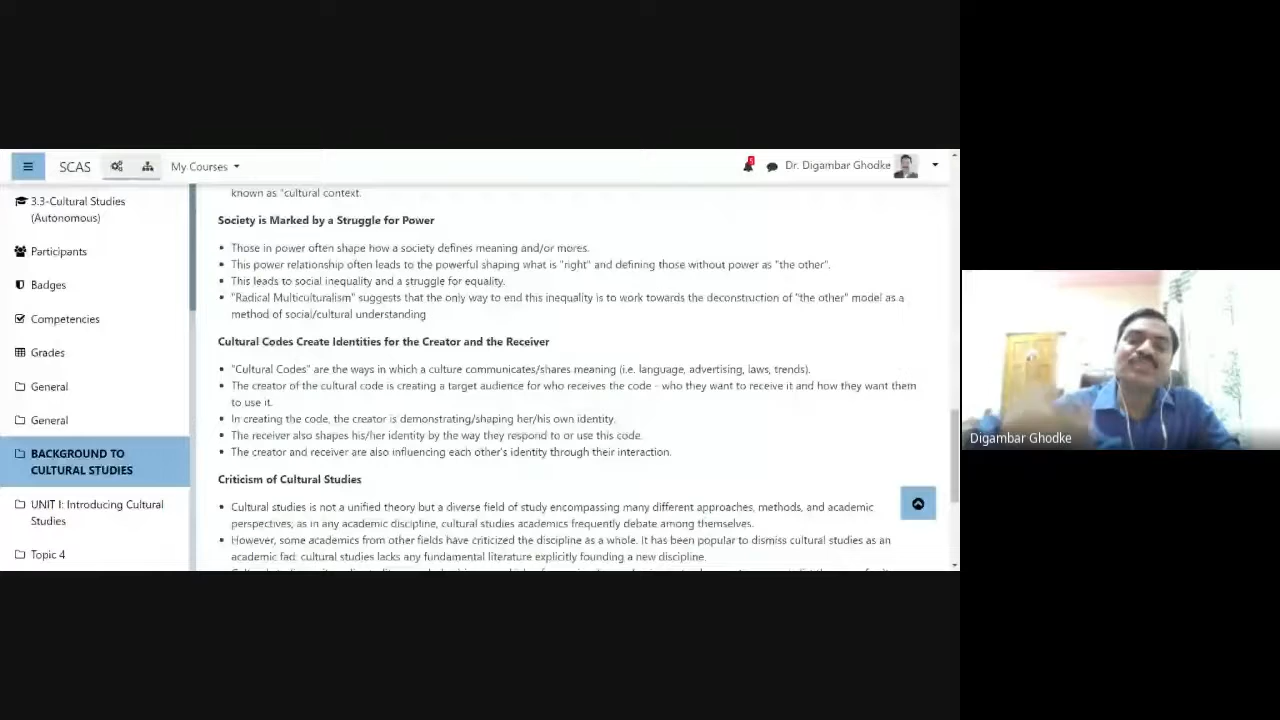 SCAS
My Courses
Dr. Digambar Ghodke
3.3-Cultural Studies
(Autonomous)
Participants
Badges
Competencies
Grades
General
General
BACKGROUND TO
CULTURAL STUDIES
UNIT I: Introducing Cultural
Studies
Topic 4
known as "cultural context.
Society is Marked by a Struggle for Power
Those in power often shape how a society defines meaning and/or mores.
This power relationship often leads to the powerful shaping what is "right" and defining those without power as "the other".
This leads to social inequality and a struggle for equality.
"Radical Multiculturalism" suggests that the only way to end this inequality is to work towards the deconstruction of "the other" model as a
method of social/cultural understanding
Cultural Codes Create Identities for the Creator and the Receiver
"Cultural Codes" are the ways in which a culture communicates/shares meaning (i.e. language, advertising, laws, trends).
The creator of the cultural code is creating a target audience for who receives the code - who they want to receive it and how they want them
to use it.
In creating the code, the creator is demonstrating/shaping her/his own identity.
The receiver also shapes his/her identity by the way they respond to or use this code.
The creator and receiver are also influencing each other's identity through their interaction.
Criticism of Cultural Studies
Cultural studies is not a unified theory but a diverse field of study encompassing many different approaches, methods, and academic
perspectives; as in any academic discipline, cultural studies academics frequently debate among themselves.
However, some academics from other fields have criticized the discipline as a whole. It has been popular to dismiss cultural studies as an
academic fad: cultural studies lacks any fundamental literature explicitly founding a new discipline.
Digambar Ghodke